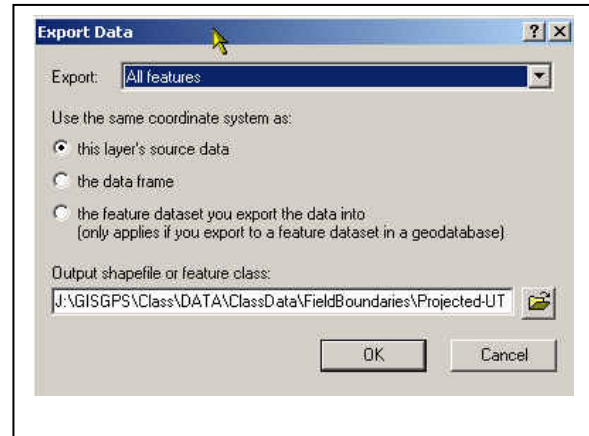 Export Data
Export: All features
Use the same coordinate system as:
this layer's source data
the data frame
the feature dataset you export the data into
(only applies if you export to a feature dataset in a geodatabase)
Output shapefile or feature class:
J:\GISGPS\Class\DATA\ClassData\FieldBoundaries\Projected-UT
OK Cancel